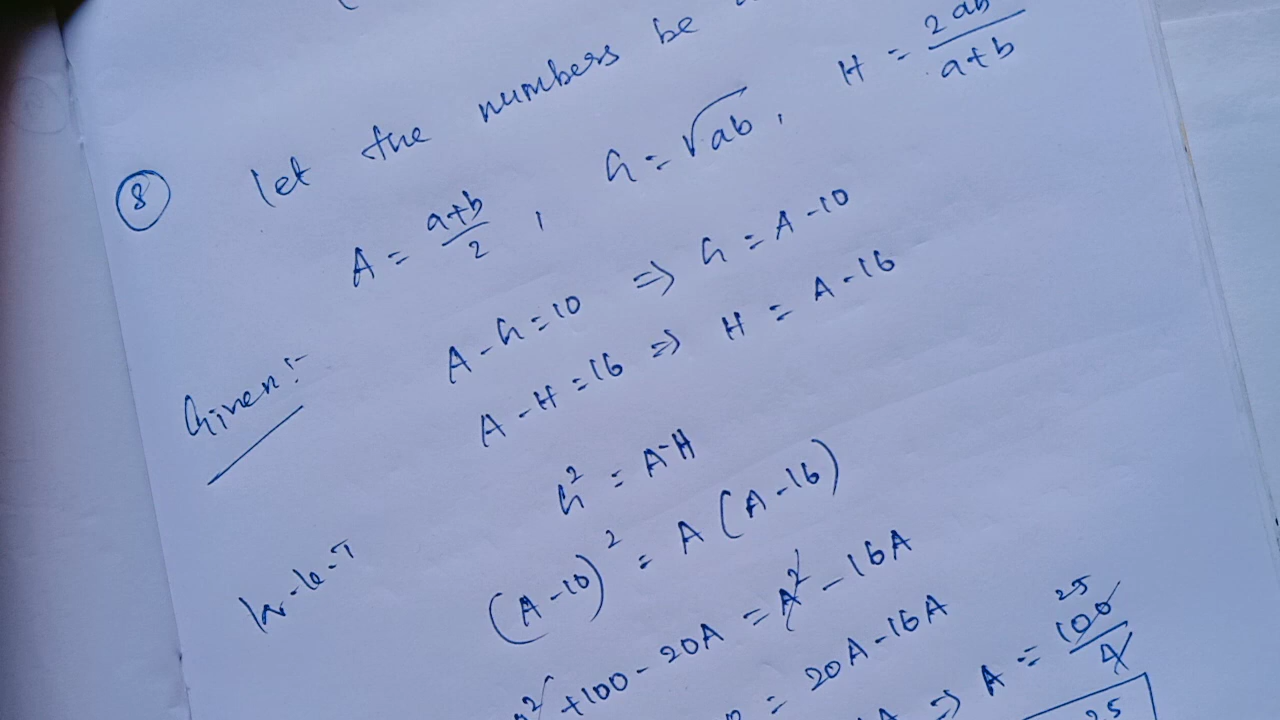 let the numbers be
8
A = a+b/2 , G = √ab , H = 2ab/a+b
Given :- A - G = 10 => G = A - 10
A - H = 16 => H = A - 16
W.K.T G² = A·H
(A-10)² = A(A-16)
+100 - 20A = A² - 16A
= 20A - 16A
=> A = 100/4 25
25